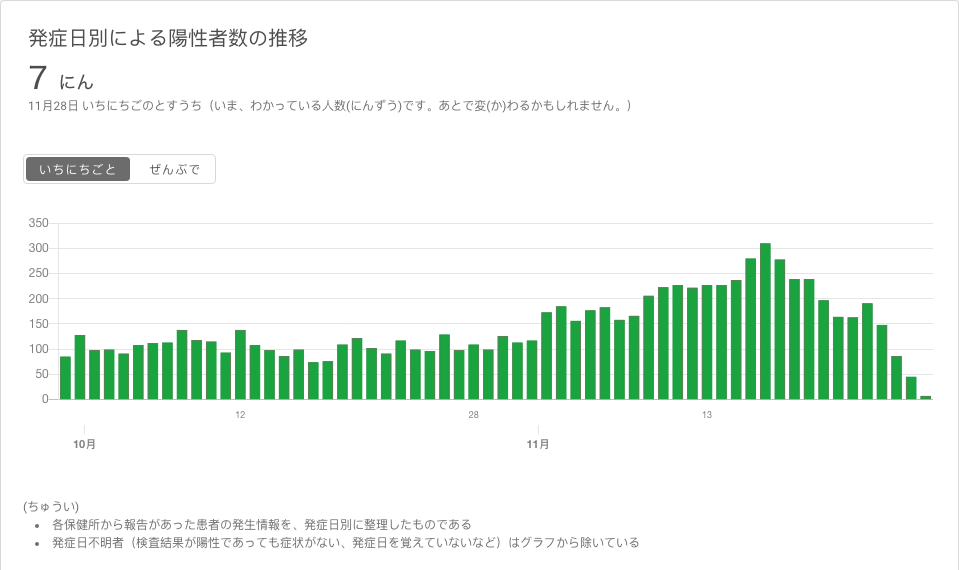 発症日別による陽性者数の推移
7 にん
11月28日 いちにちごのとすうち（いま、わかっている人数(にんずう)です。あとで変(か)わるかもしれません。）
いちにちごと ぜんぶで
350
300
250
200
150
100
50
0
12 28 13
10月 11月
(ちゅうい)
• 各保健所から報告があった患者の発生情報を、発症日別に整理したものである
• 発症日不明者（検査結果が陽性であっても症状がない、発症日を覚えていないなど）はグラフから除いている